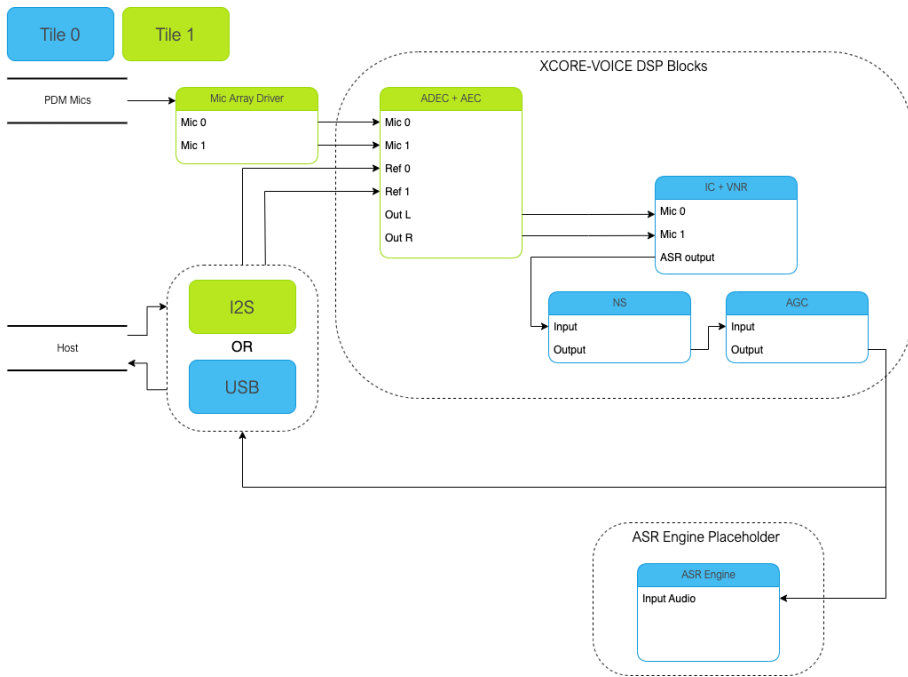 Tile 0
Tile 1
XCORE-VOICE DSP Blocks
PDM Mics
Mic Array Driver
Mic 0
Mic 1
ADEC + AEC
Mic 0
Mic 1
Ref 0
Ref 1
Out L
Out R
IC + VNR
Mic 0
Mic 1
ASR output
I2S
OR
USB
Host
NS
Input
Output
AGC
Input
Output
ASR Engine Placeholder
ASR Engine
Input Audio